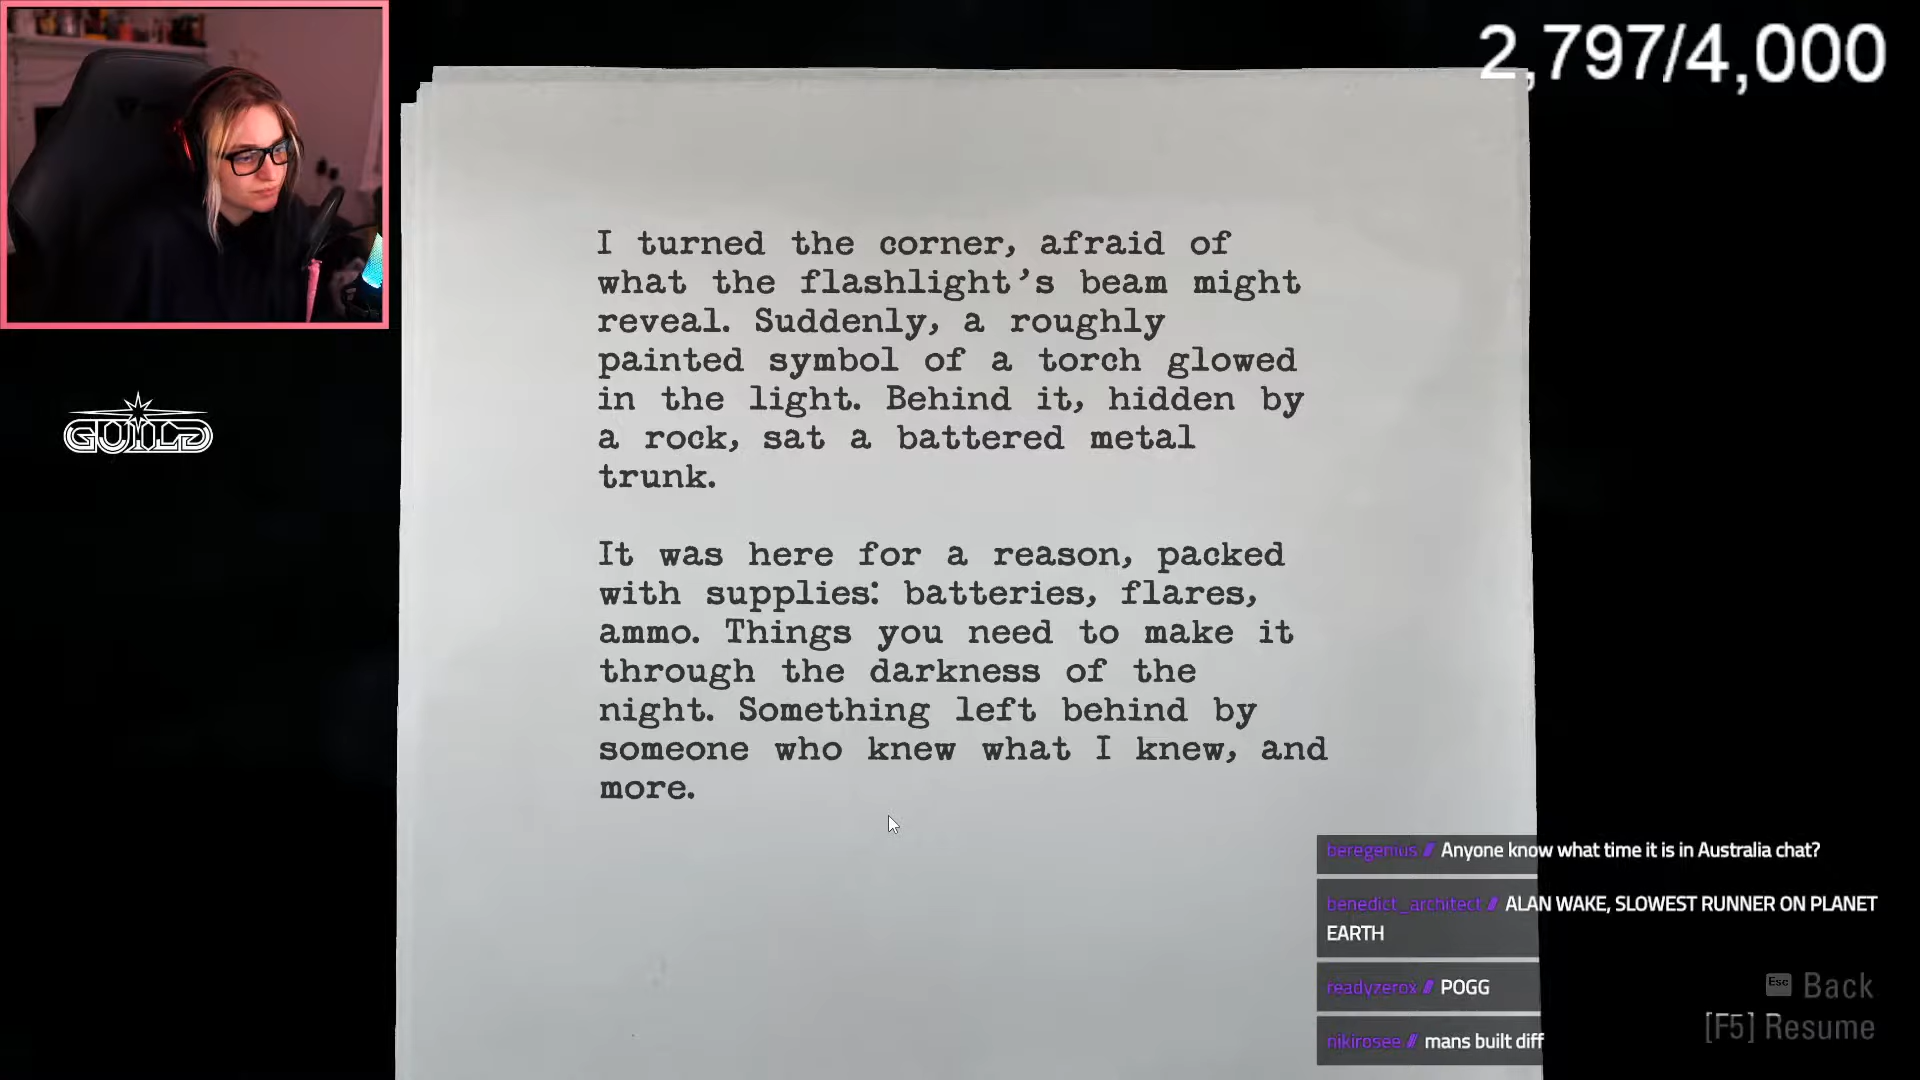 2,797/4,000
I turned the corner, afraid of
what the flashlight’s beam might
reveal. Suddenly, a roughly
painted symbol of a torch glowed
in the light. Behind it, hidden by
a rock, sat a battered metal
trunk.
It was here for a reason, packed
with supplies: batteries, flares,
ammo. Things you need to make it
through the darkness of the
night. Something left behind by
someone who knew what I knew, and
more.
GUILD
beregenius // Anyone know what time it is in Australia chat?
benedict_architect // ALAN WAKE, SLOWEST RUNNER ON PLANET
EARTH
readyzerox // POGG
nikirosee // mans built diff
Esc Back
[F5] Resume